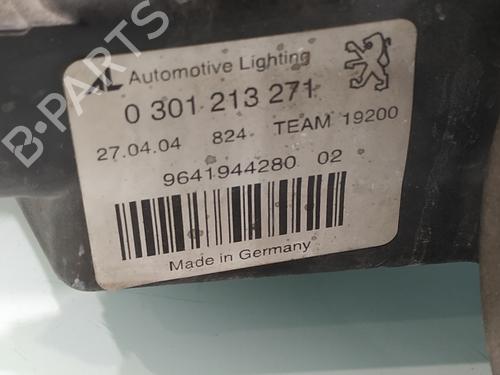 AL Automotive Lighting
0 301 213 271
27.04.04 824 TEAM 19200
9641944280 02
Made in Germany
B-PARTS